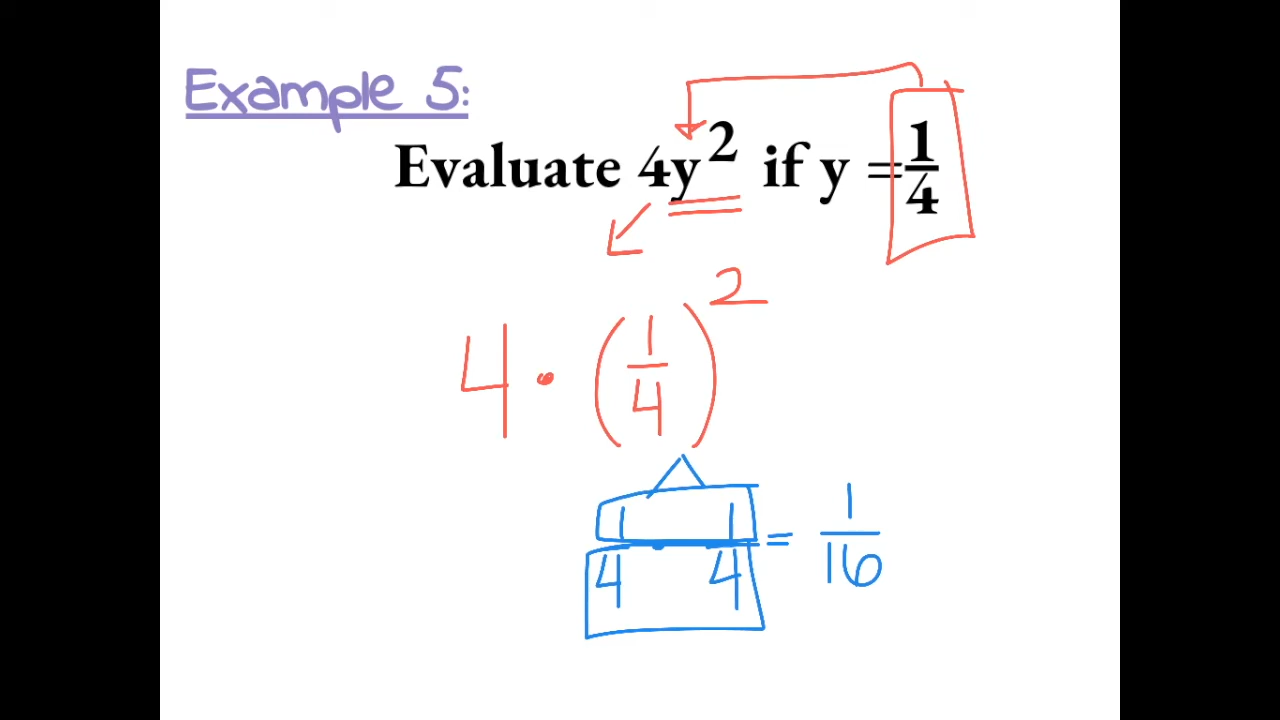 Example 5:
Evaluate 4y² if y = 1/4
4 • (1/4)²
1/4 • 1/4 = 1/16